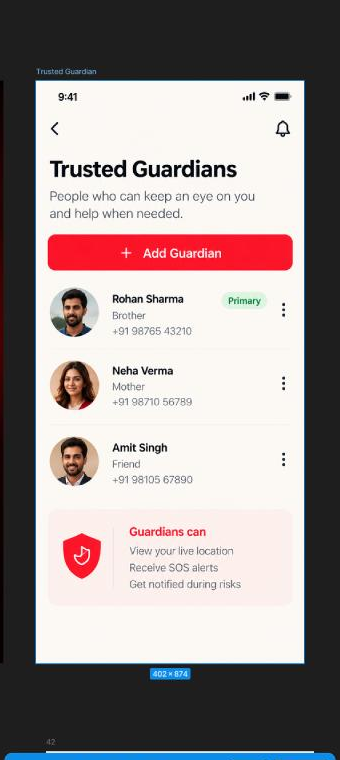 Trusted Guardian
9:41
Trusted Guardians
People who can keep an eye on you
and help when needed.
+ Add Guardian
Rohan Sharma
Primary
Brother
+91 98765 43210
Neha Verma
Mother
+91 98710 56789
Amit Singh
Friend
+91 98105 67890
Guardians can
View your live location
Receive SOS alerts
Get notified during risks
402 × 874
42